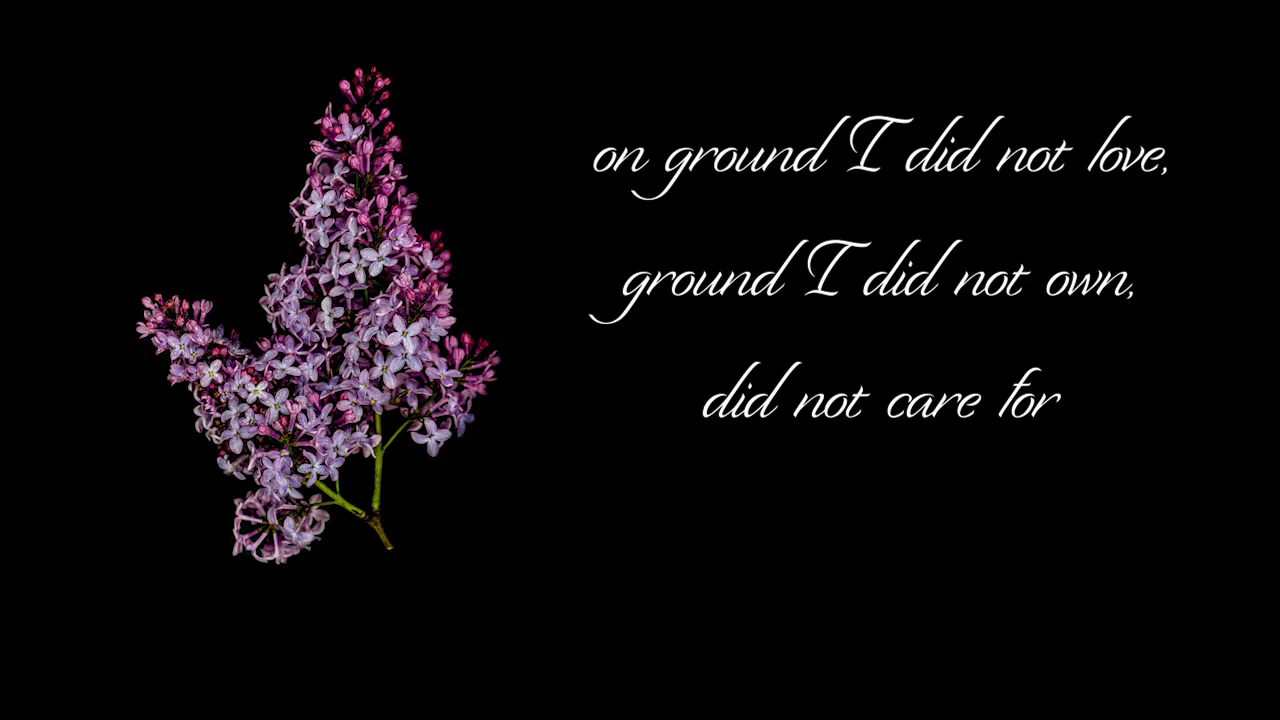 on ground I did not love,
ground I did not own,
did not care for